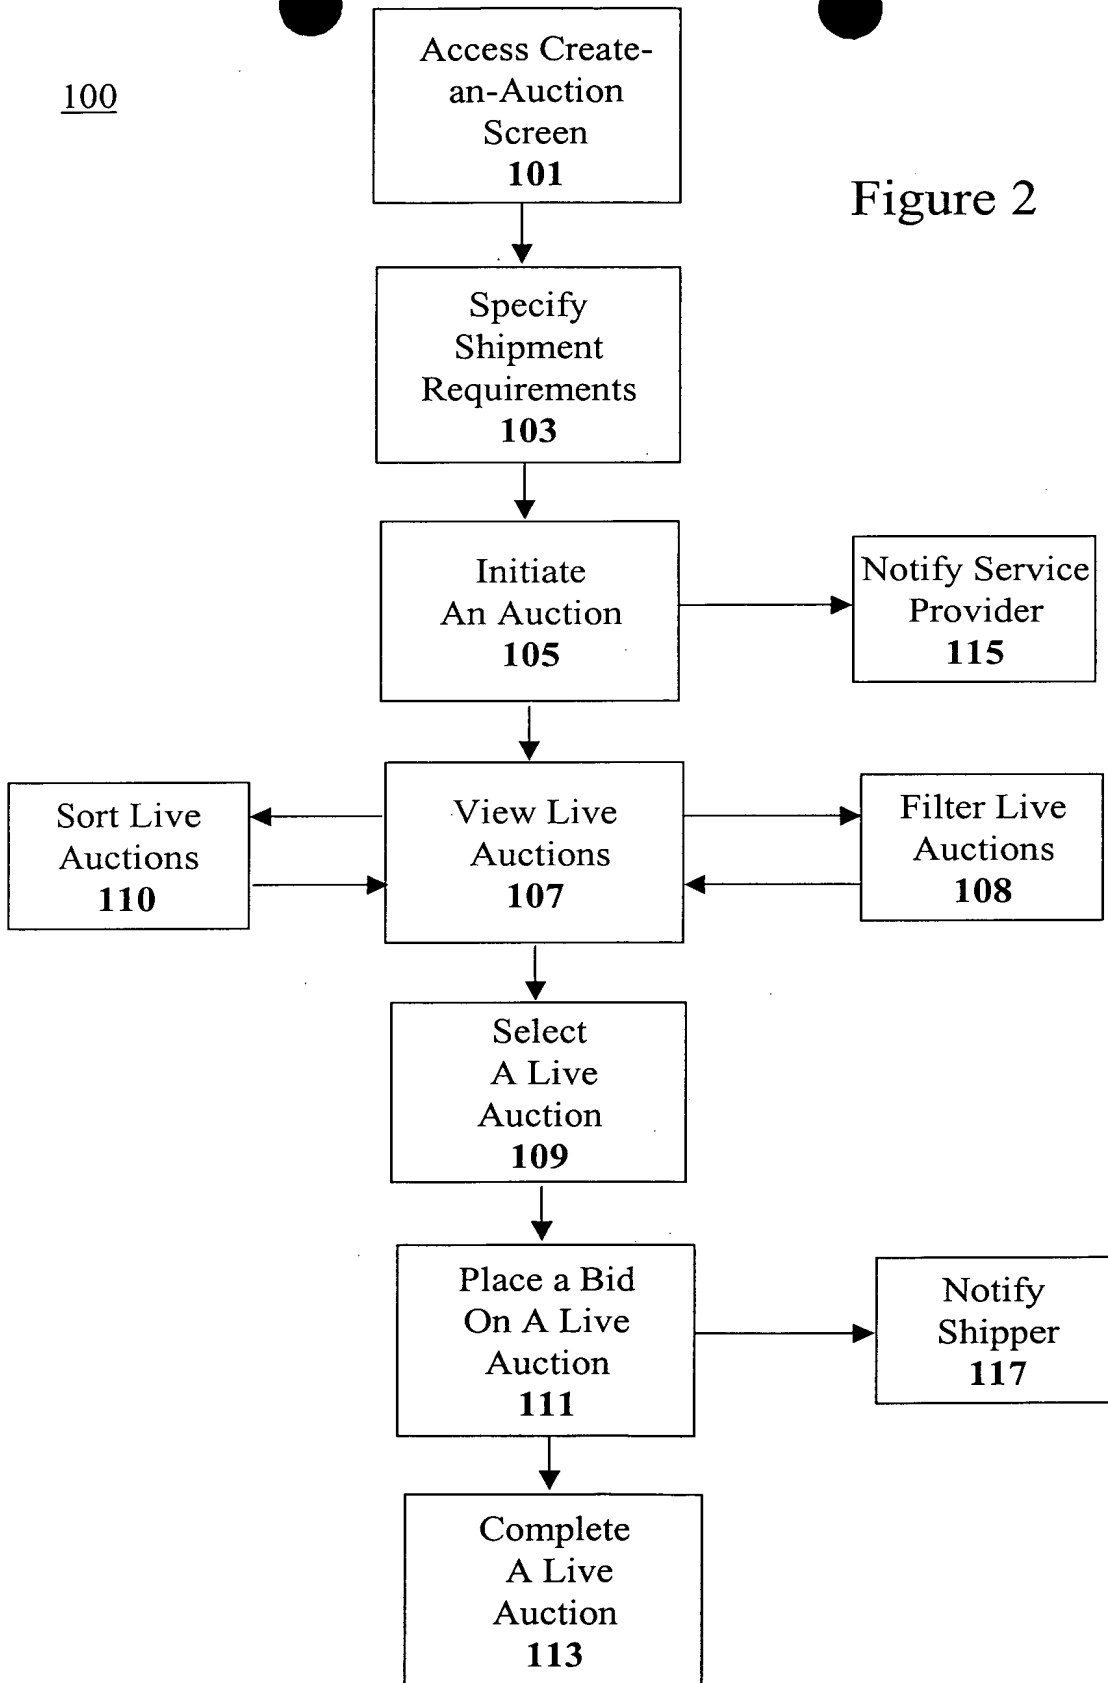 Access Create-
an-Auction
Screen
101
100
Figure 2
Specify
Shipment
Requirements
103
Initiate
An Auction
105
Notify Service
Provider
115
Sort Live
Auctions
110
View Live
Auctions
107
Filter Live
Auctions
108
Select
A Live
Auction
109
Place a Bid
On A Live
Auction
111
Notify
Shipper
117
Complete
A Live
Auction
113